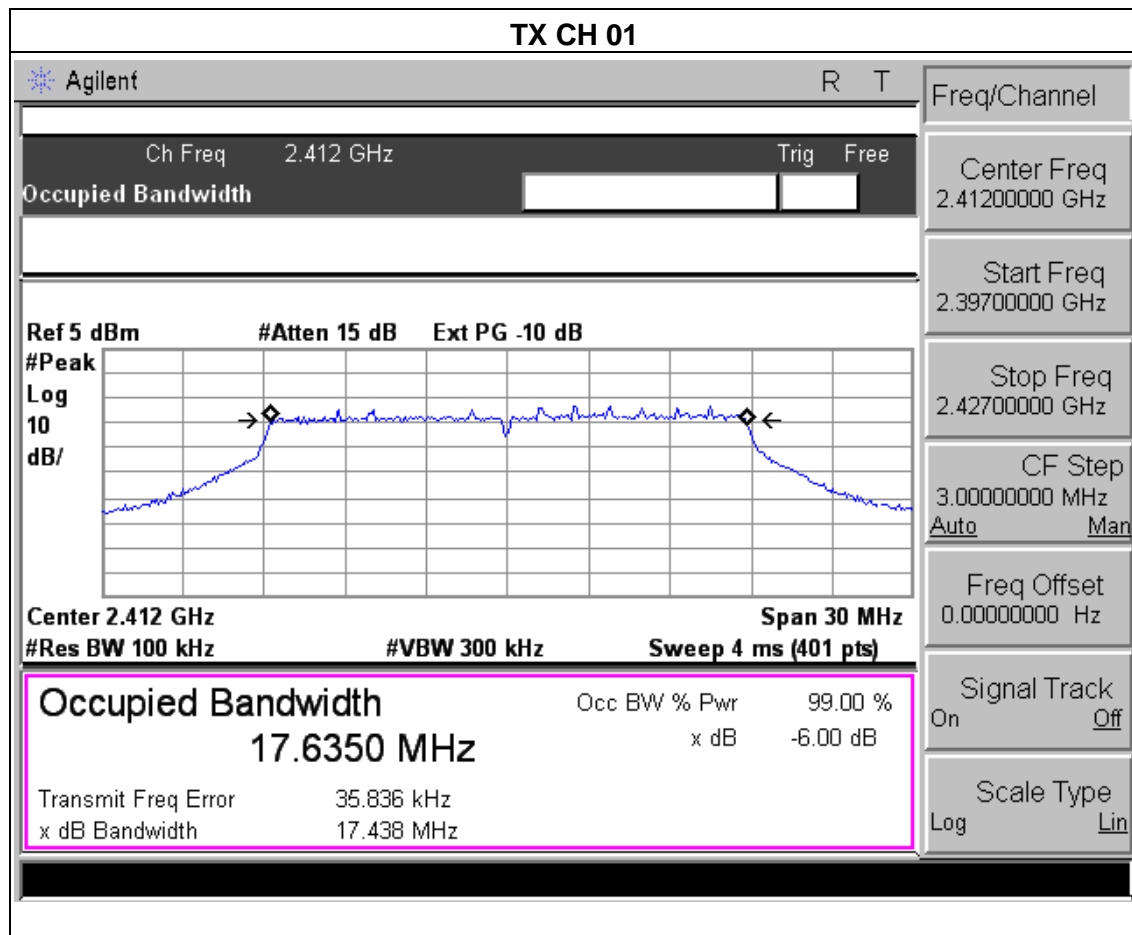 TX CH 01
Agilent R T
Freq/Channel
Ch Freq 2.412 GHz Trig Free
Occupied Bandwidth
Center Freq
2.41200000 GHz
Start Freq
2.39700000 GHz
Stop Freq
2.42700000 GHz
CF Step
3.00000000 MHz
Auto Man
Freq Offset
0.00000000 Hz
Signal Track
On Off
Scale Type
Log Lin
Ref 5 dBm #Atten 15 dB Ext PG -10 dB
#Peak
Log
10
dB/
Center 2.412 GHz Span 30 MHz
#Res BW 100 kHz #VBW 300 kHz Sweep 4 ms (401 pts)
Occupied Bandwidth
17.6350 MHz
Occ BW % Pwr 99.00 %
x dB -6.00 dB
Transmit Freq Error 35.836 kHz
x dB Bandwidth 17.438 MHz